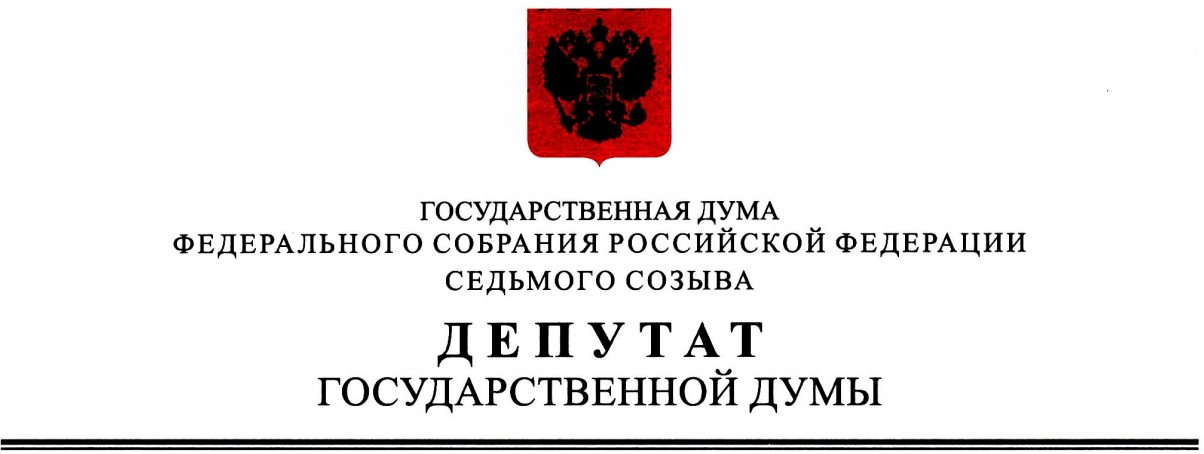 ГОСУДАРСТВЕННАЯ ДУМА
ФЕДЕРАЛЬНОГО СОБРАНИЯ РОССИЙСКОЙ ФЕДЕРАЦИИ
СЕДЬМОГО СОЗЫВА
ДЕПУТАТ
ГОСУДАРСТВЕННОЙ ДУМЫ